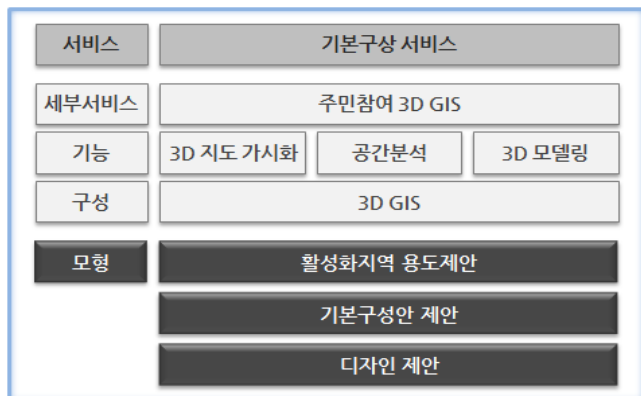 서비스 기본구상 서비스
세부서비스 주민참여 3D GIS
기능 3D 지도 가시화 공간분석 3D 모델링
구성 3D GIS
모형 활성화지역 용도제안
기본구성안 제안
디자인 제안